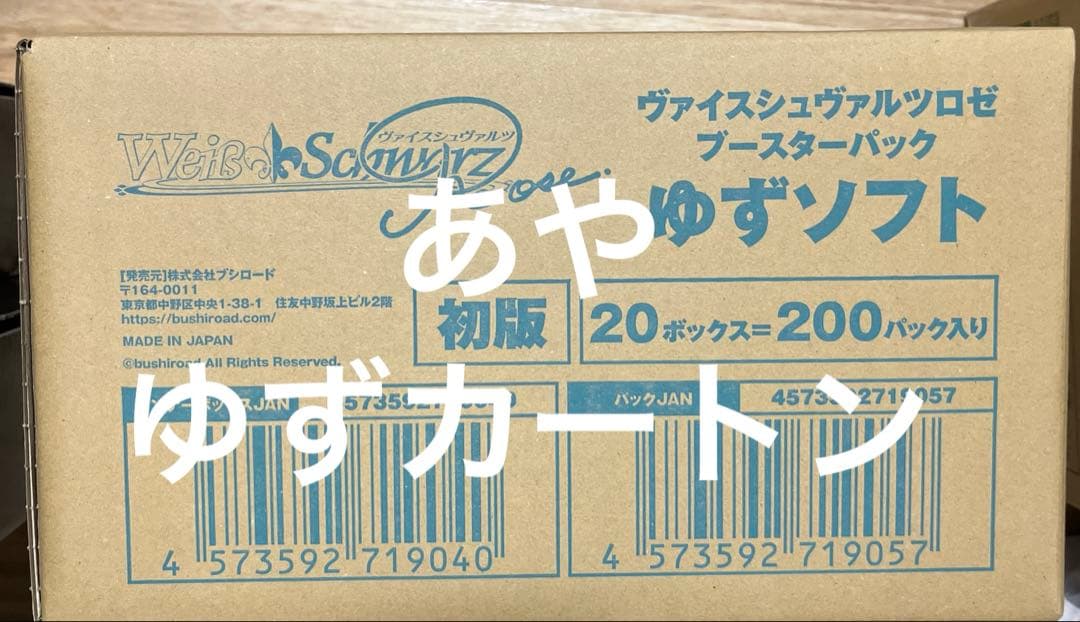 Weiß Schwarz
ヴァイスシュヴァルツ
Rose
ヴァイスシュヴァルツロゼ
ブースターパック
ゆずソフト
あや
[発売元]株式会社ブシロード
〒164-0011
東京都中野区中央1-38-1 住友中野坂上ビル2階
https://bushiroad.com/
MADE IN JAPAN
©bushiroad All Rights Reserved.
初版
20ボックス=200パック入り
ゆずカートン
パックJAN
4 573592 719040
4 573592 719057